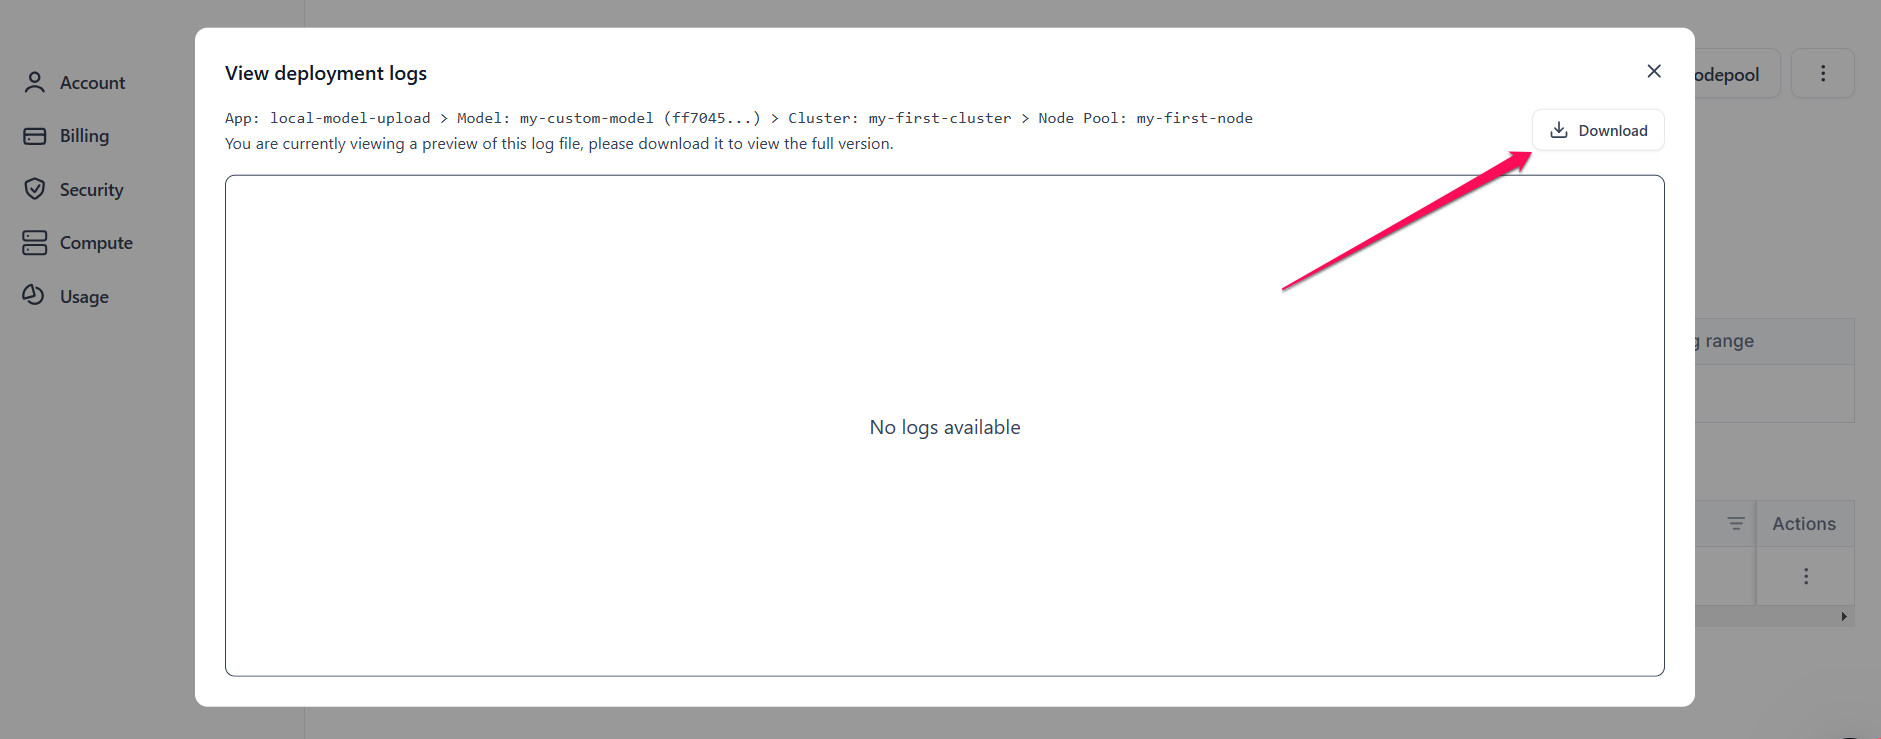 Account
Billing
Security
Compute
Usage
View deployment logs
App: local-model-upload > Model: my-custom-model (ff7045...) > Cluster: my-first-cluster > Node Pool: my-first-node
You are currently viewing a preview of this log file, please download it to view the full version.
Download
No logs available
odepool
g range
Actions